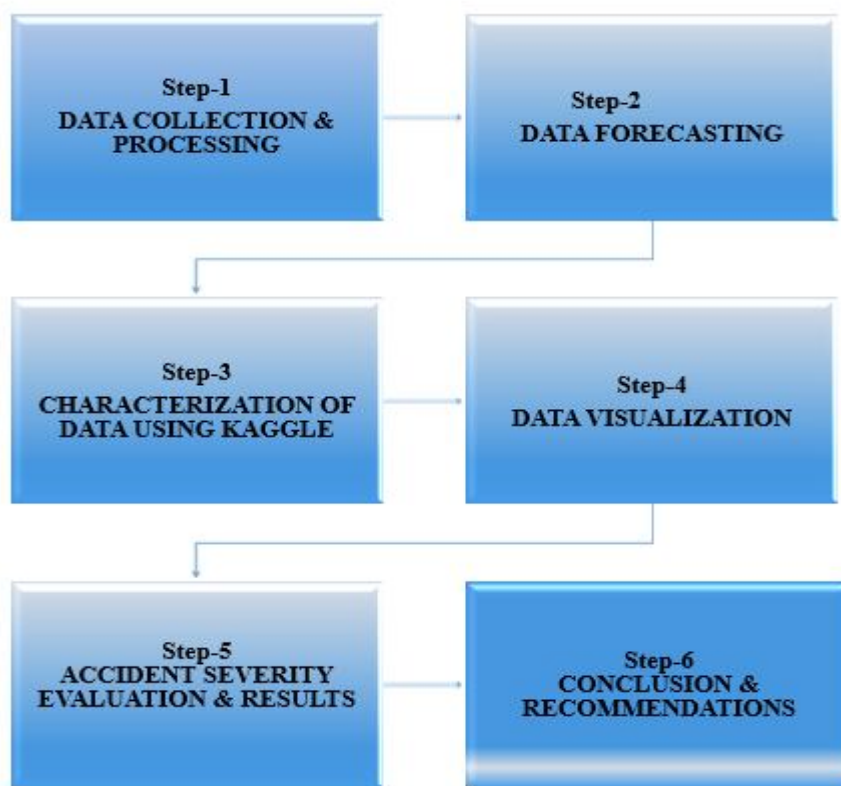 Step-1
DATA COLLECTION &
PROCESSING
Step-2
DATA FORECASTING
Step-3
CHARACTERIZATION OF
DATA USING KAGGLE
Step-4
DATA VISUALIZATION
Step-5
ACCIDENT SEVERITY
EVALUATION & RESULTS
Step-6
CONCLUSION &
RECOMMENDATIONS